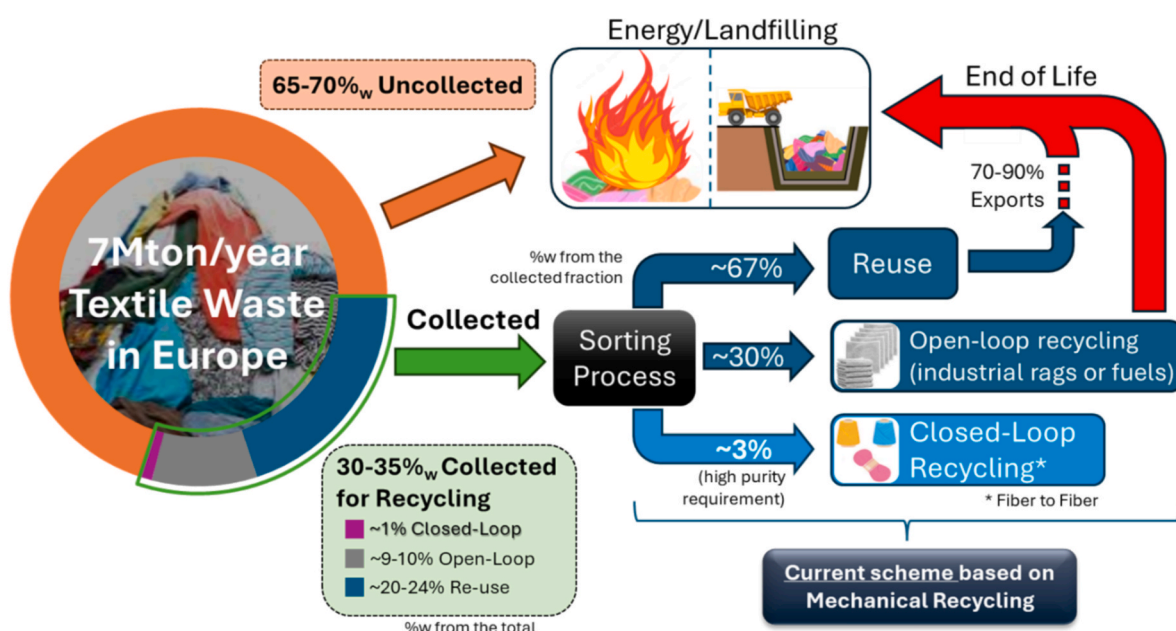 Energy/Landfilling
65-70%w Uncollected
End of Life
70-90%
Exports
7Mton/year
Textile Waste
in Europe
%w from the
collected fraction
~67%
Reuse
Collected
Sorting
Process
~30%
Open-loop recycling
(industrial rags or fuels)
~3%
(high purity
requirement)
Closed-Loop
Recycling*
* Fiber to Fiber
30-35%w Collected
for Recycling
~1% Closed-Loop
~9-10% Open-Loop
~20-24% Re-use
%w from the total
Current scheme based on
Mechanical Recycling